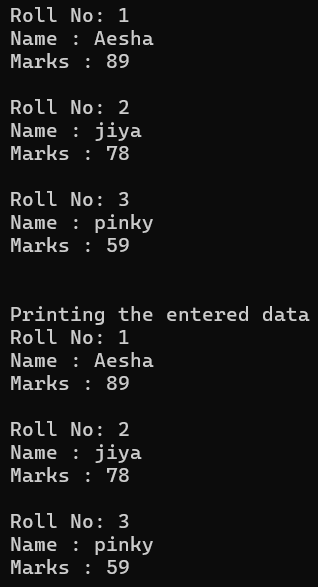 Roll No: 1
Name : Aesha
Marks : 89
Roll No: 2
Name : jiya
Marks : 78
Roll No: 3
Name : pinky
Marks : 59
Printing the entered data
Roll No: 1
Name : Aesha
Marks : 89
Roll No: 2
Name : jiya
Marks : 78
Roll No: 3
Name : pinky
Marks : 59